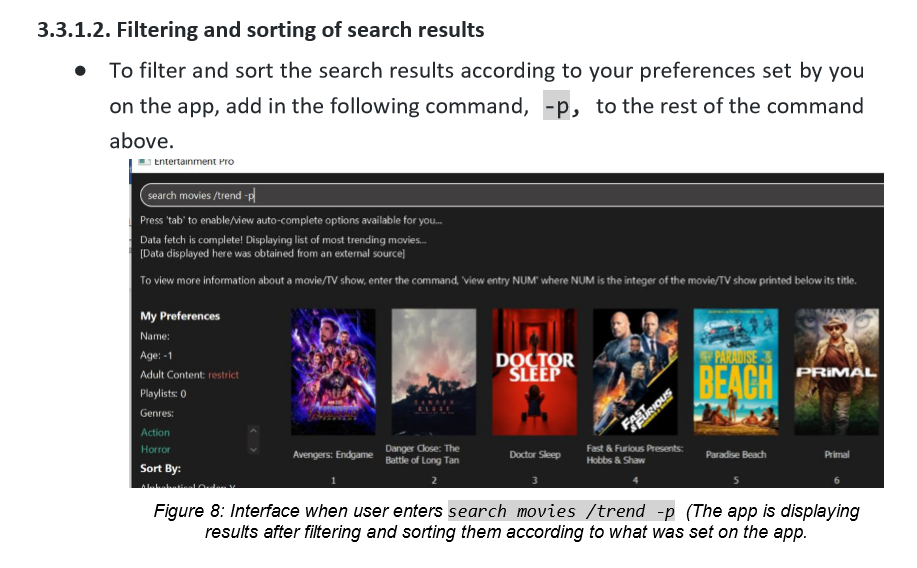 3.3.1.2. Filtering and sorting of search results
● To filter and sort the search results according to your preferences set by you
on the app, add in the following command, -p, to the rest of the command
above.
Entertainment Pro
search movies /trend -p
Press 'tab' to enable/view auto-complete options available for you...
Data fetch is complete! Displaying list of most trending movies...
[Data displayed here was obtained from an external source]
To view more information about a movie/TV show, enter the command, 'view entry NUM' where NUM is the integer of the movie/TV show printed below its title.
My Preferences
Name:
Age: -1
Adult Content: restrict
Playlists: 0
Genres:
Action
Horror
Sort By:
Alphabetical Order Y
DANGER CLOSE
DOCTOR
SLEEP
FAST & FURIOUS
PARADISE
BEACH
PRIMAL
Avengers: Endgame
Danger Close: The
Battle of Long Tan
Doctor Sleep
Fast & Furious Presents:
Hobbs & Shaw
Paradise Beach
Primal
1 2 3 4 5 6
Figure 8: Interface when user enters search movies /trend -p (The app is displaying
results after filtering and sorting them according to what was set on the app.